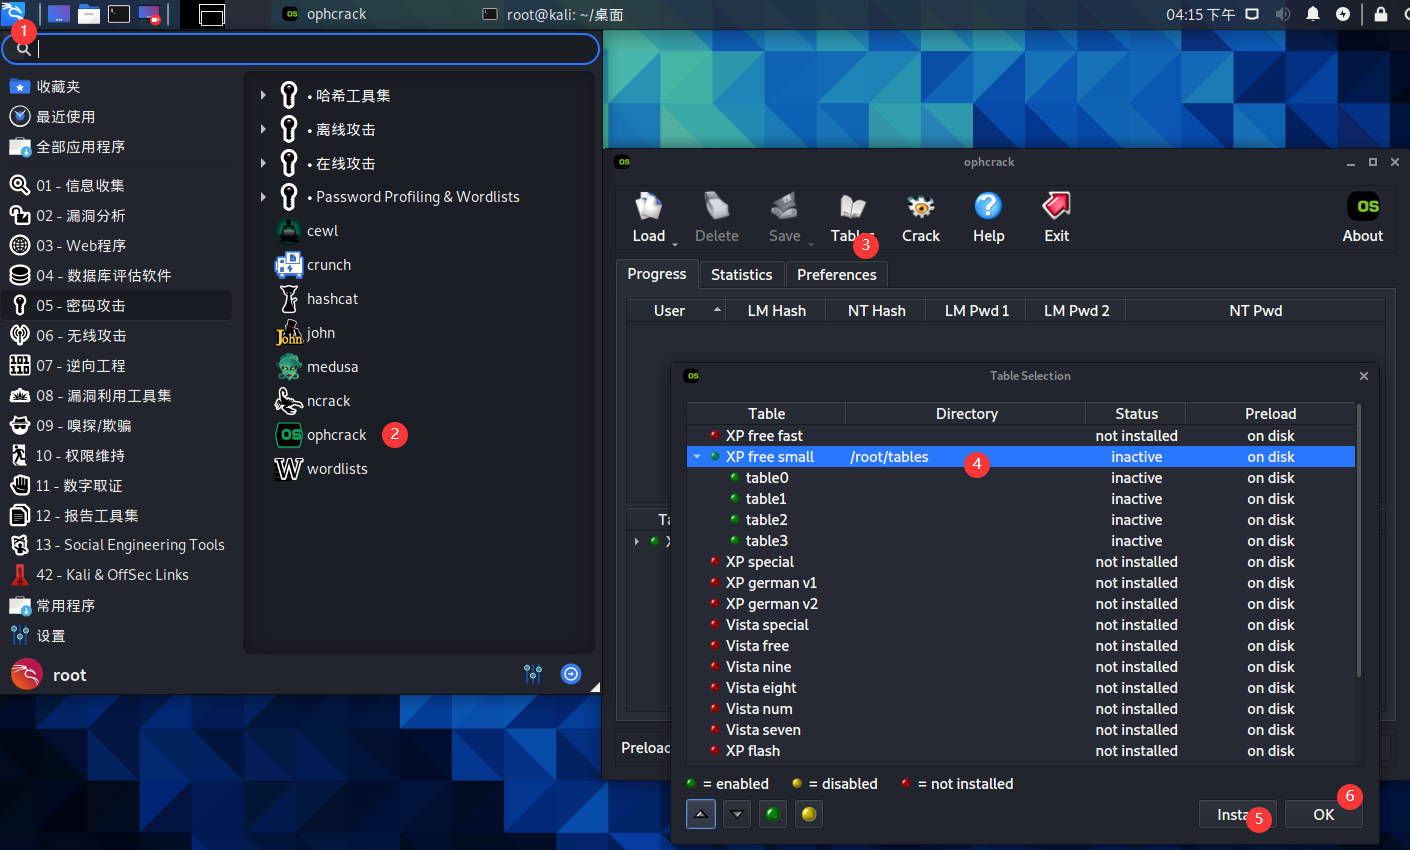 ophcrack
root@kali: ~/桌面
04:15 下午
1
收藏夹
最近使用
全部应用程序
01 - 信息收集
02 - 漏洞分析
03 - Web程序
04 - 数据库评估软件
05 - 密码攻击
06 - 无线攻击
07 - 逆向工程
08 - 漏洞利用工具集
09 - 嗅探/欺骗
10 - 权限维持
11 - 数字取证
12 - 报告工具集
13 - Social Engineering Tools
42 - Kali & OffSec Links
常用程序
设置
root
• 哈希工具集
• 离线攻击
• 在线攻击
• Password Profiling & Wordlists
cewl
crunch
hashcat
john
medusa
ncrack
ophcrack 2
wordlists
ophcrack
Load Delete Save Tables Crack Help Exit OS About
3
Progress Statistics Preferences
User LM Hash NT Hash LM Pwd 1 LM Pwd 2 NT Pwd
Table Selection
Table Directory Status Preload
XP free fast not installed on disk
XP free small /root/tables 4 inactive on disk
table0 inactive on disk
table1 inactive on disk
table2 inactive on disk
table3 inactive on disk
XP special not installed on disk
XP german v1 not installed on disk
XP german v2 not installed on disk
Vista special not installed on disk
Vista free not installed on disk
Vista nine not installed on disk
Vista eight not installed on disk
Vista num not installed on disk
Vista seven not installed on disk
XP flash not installed on disk
Preload
= enabled = disabled = not installed
Install 5 OK 6